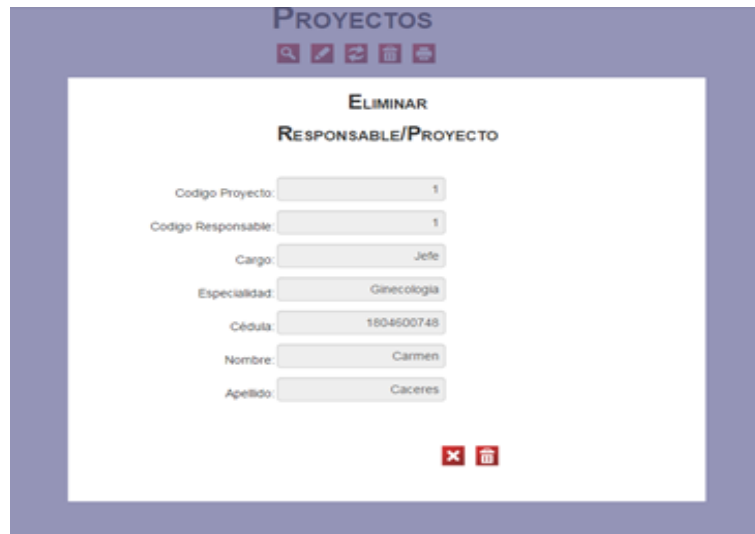 PROYECTOS
ELIMINAR
RESPONSABLE/PROYECTO
Codigo Proyecto: 1
Codigo Responsable: 1
Cargo: Jefe
Especialidad: Ginecologia
Cédula: 1804600748
Nombre: Carmen
Apellido: Caceres